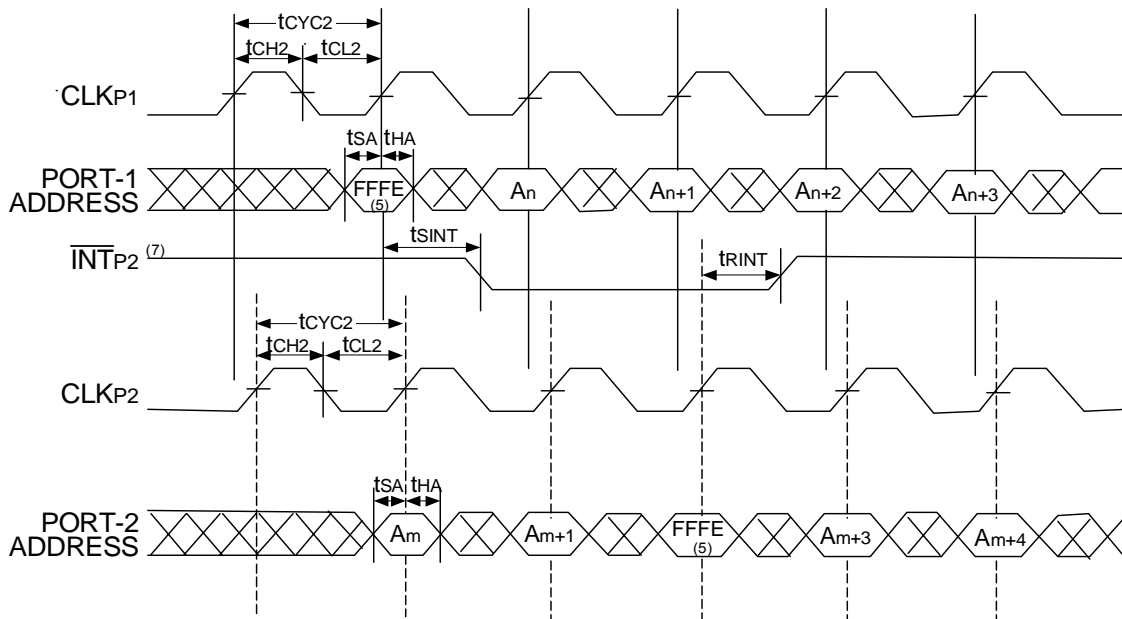 tCYC2
tCH2 tCL2
CLKP1
tSA tHA
PORT-1 ADDRESS
FFFE (5) An An+1 An+2 An+3
tSINT
INTP2 (7)
tRINT
tCYC2
tCH2 tCL2
CLKP2
tSA tHA
PORT-2 ADDRESS
Am Am+1 FFFE (5) Am+3 Am+4